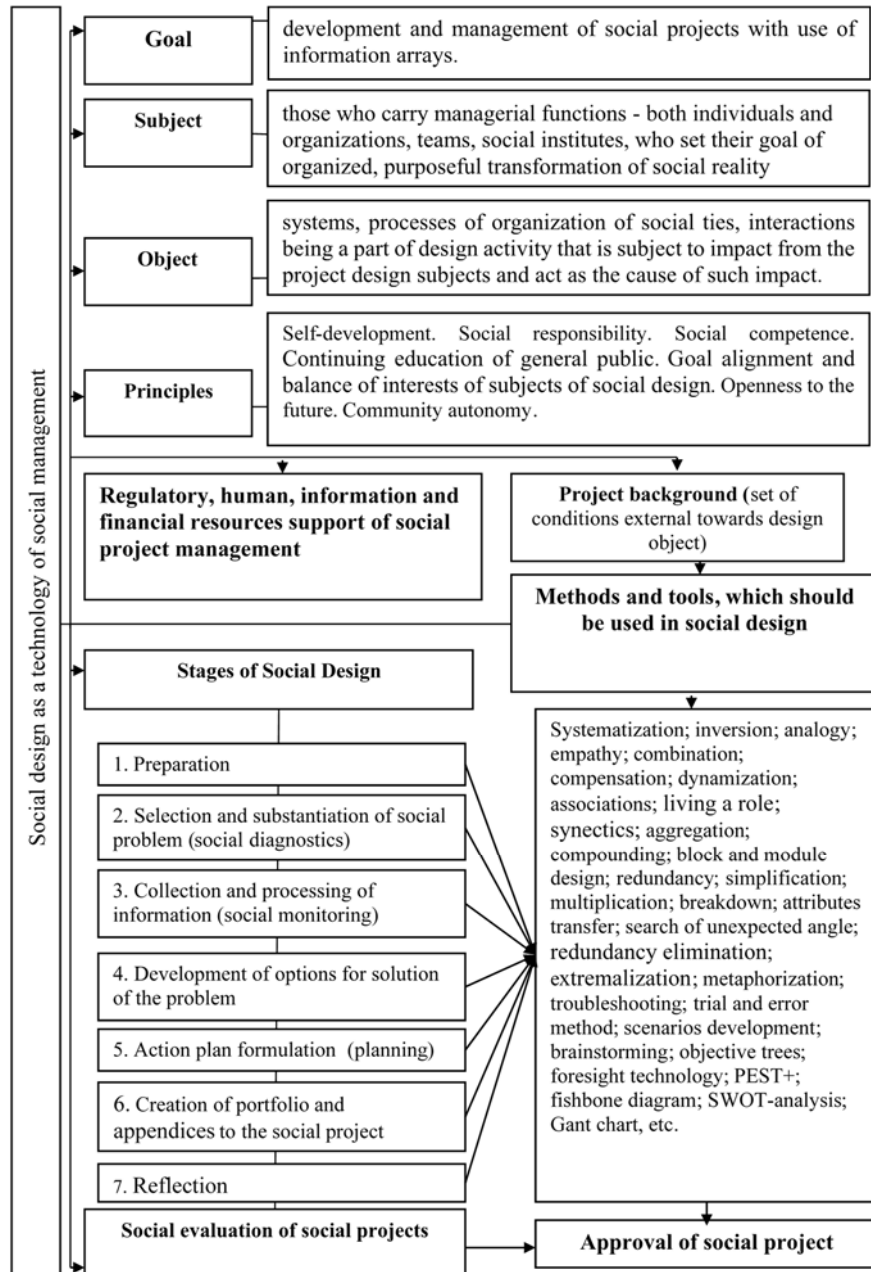 Social design as a technology of social management
Goal
development and management of social projects with use of
information arrays.
Subject
those who carry managerial functions - both individuals and
organizations, teams, social institutes, who set their goal of
organized, purposeful transformation of social reality
Object
systems, processes of organization of social ties, interactions
being a part of design activity that is subject to impact from the
project design subjects and act as the cause of such impact.
Principles
Self-development. Social responsibility. Social competence.
Continuing education of general public. Goal alignment and
balance of interests of subjects of social design. Openness to the
future. Community autonomy.
Regulatory, human, information and
financial resources support of social
project management
Project background (set of
conditions external towards design
object)
Methods and tools, which should
be used in social design
Stages of Social Design
1. Preparation
2. Selection and substantiation of social
problem (social diagnostics)
3. Collection and processing of
information (social monitoring)
4. Development of options for solution
of the problem
5. Action plan formulation (planning)
6. Creation of portfolio and
appendices to the social project
7. Reflection
Systematization; inversion; analogy;
empathy; combination;
compensation; dynamization;
associations; living a role;
synectics; aggregation;
compounding; block and module
design; redundancy; simplification;
multiplication; breakdown; attributes
transfer; search of unexpected angle;
redundancy elimination;
extremalization; metaphorization;
troubleshooting; trial and error
method; scenarios development;
brainstorming; objective trees;
foresight technology; PEST+;
fishbone diagram; SWOT-analysis;
Gant chart, etc.
Social evaluation of social projects
Approval of social project